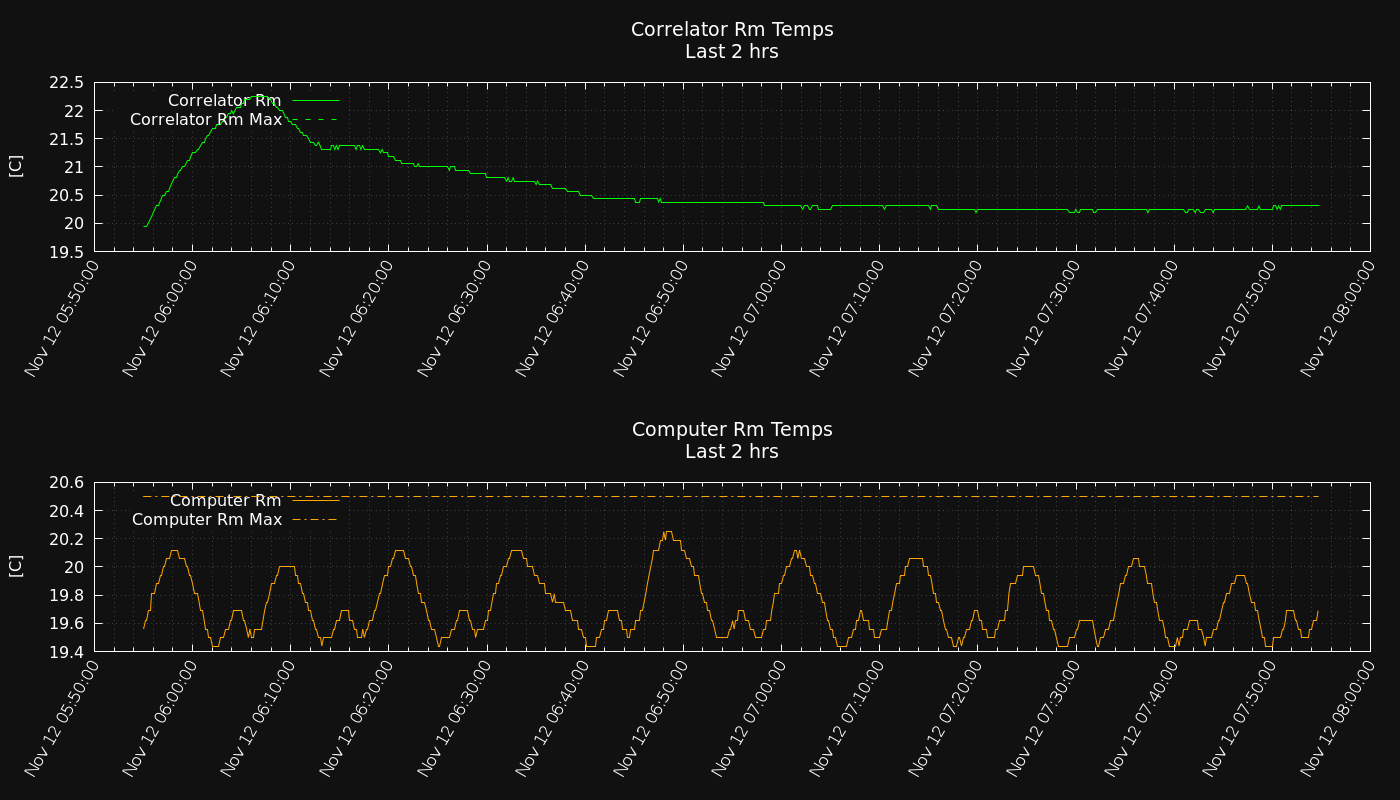 Correlator Rm Temps
Last 2 hrs
22.5
22
21.5
21
20.5
20
19.5
[C]
Correlator Rm
Correlator Rm Max
Nov 12 05:50:00
Nov 12 06:00:00
Nov 12 06:10:00
Nov 12 06:20:00
Nov 12 06:30:00
Nov 12 06:40:00
Nov 12 06:50:00
Nov 12 07:00:00
Nov 12 07:10:00
Nov 12 07:20:00
Nov 12 07:30:00
Nov 12 07:40:00
Nov 12 07:50:00
Nov 12 08:00:00
Computer Rm Temps
Last 2 hrs
20.6
20.4
20.2
20
19.8
19.6
19.4
[C]
Computer Rm
Computer Rm Max
Nov 12 05:50:00
Nov 12 06:00:00
Nov 12 06:10:00
Nov 12 06:20:00
Nov 12 06:30:00
Nov 12 06:40:00
Nov 12 06:50:00
Nov 12 07:00:00
Nov 12 07:10:00
Nov 12 07:20:00
Nov 12 07:30:00
Nov 12 07:40:00
Nov 12 07:50:00
Nov 12 08:00:00